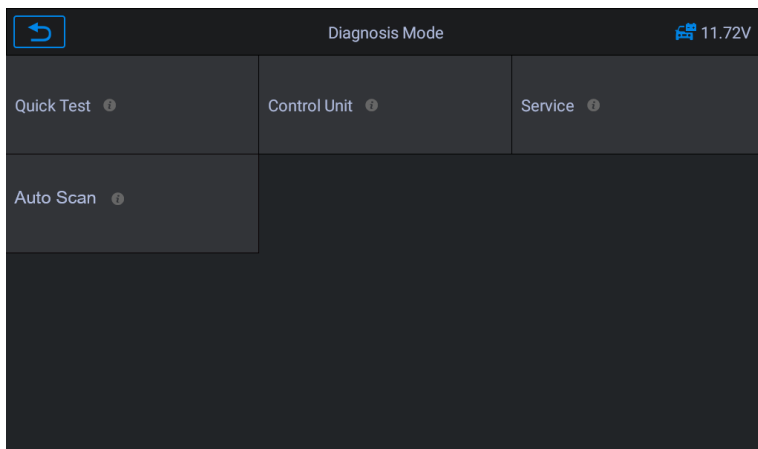 Diagnosis Mode
11.72V
Quick Test
Control Unit
Service
Auto Scan